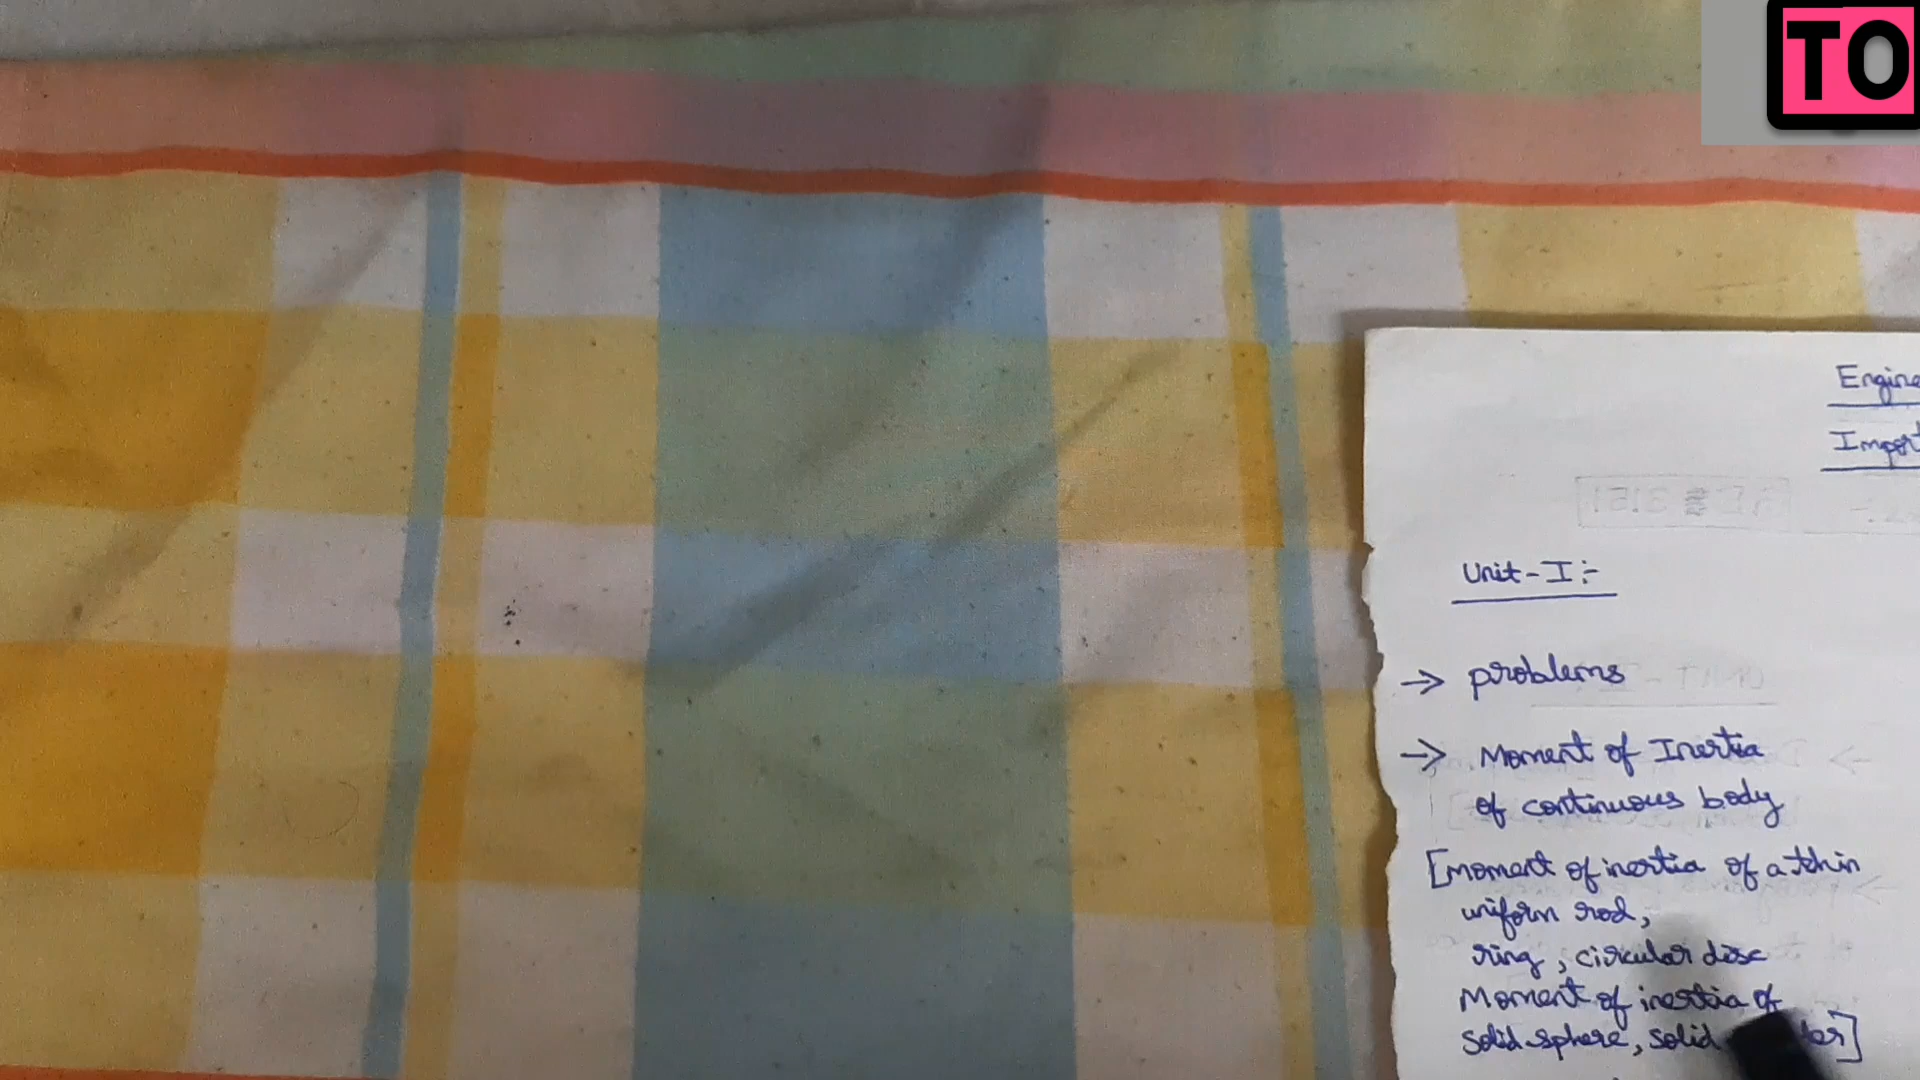 TO
Engine
Import
Unit-I:-
→ problems
→ Moment of Inertia
of continuous body
[moment of inertia of a thin
uniform rod,
ring, circular disc
Moment of inertia of
solid sphere, solid